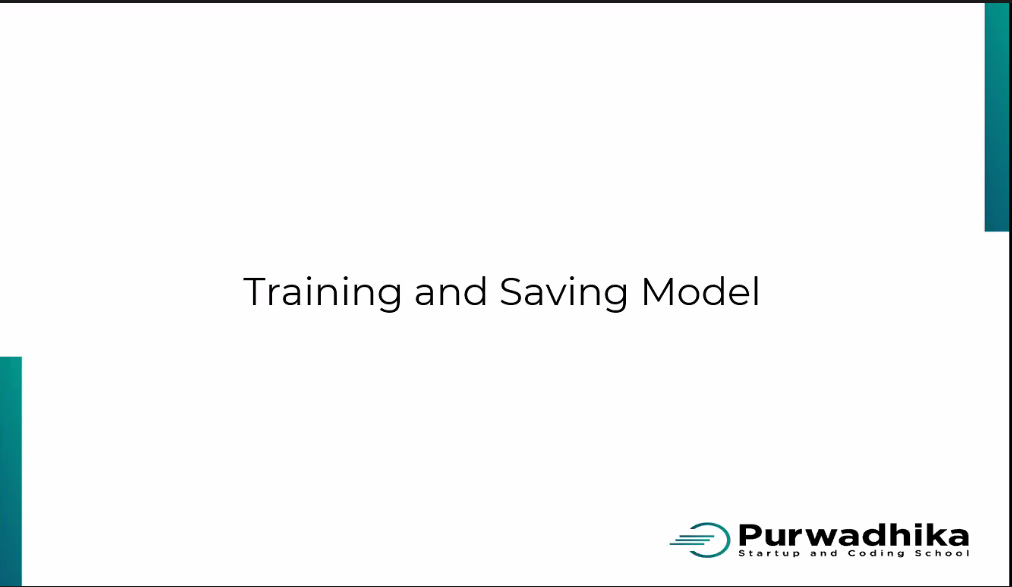 Training and Saving Model
Purwadhika
Startup and Coding School